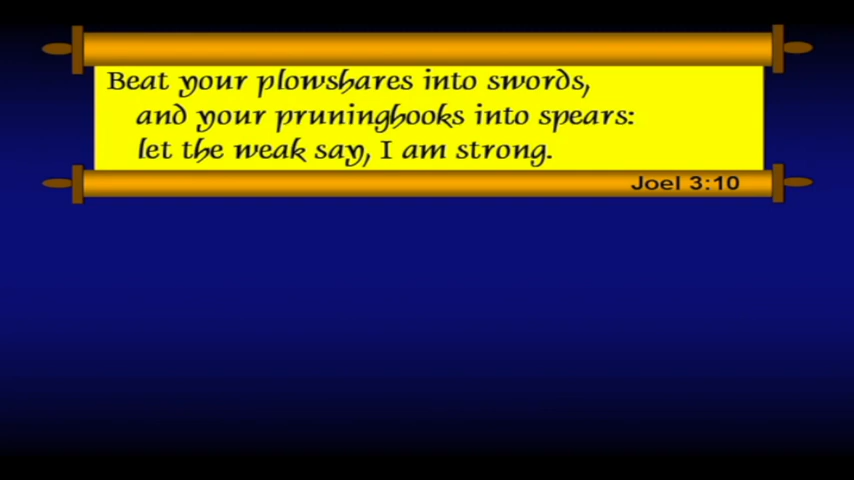 Beat your plowshares into swords,
and your pruninghooks into spears:
let the weak say, I am strong.
Joel 3:10